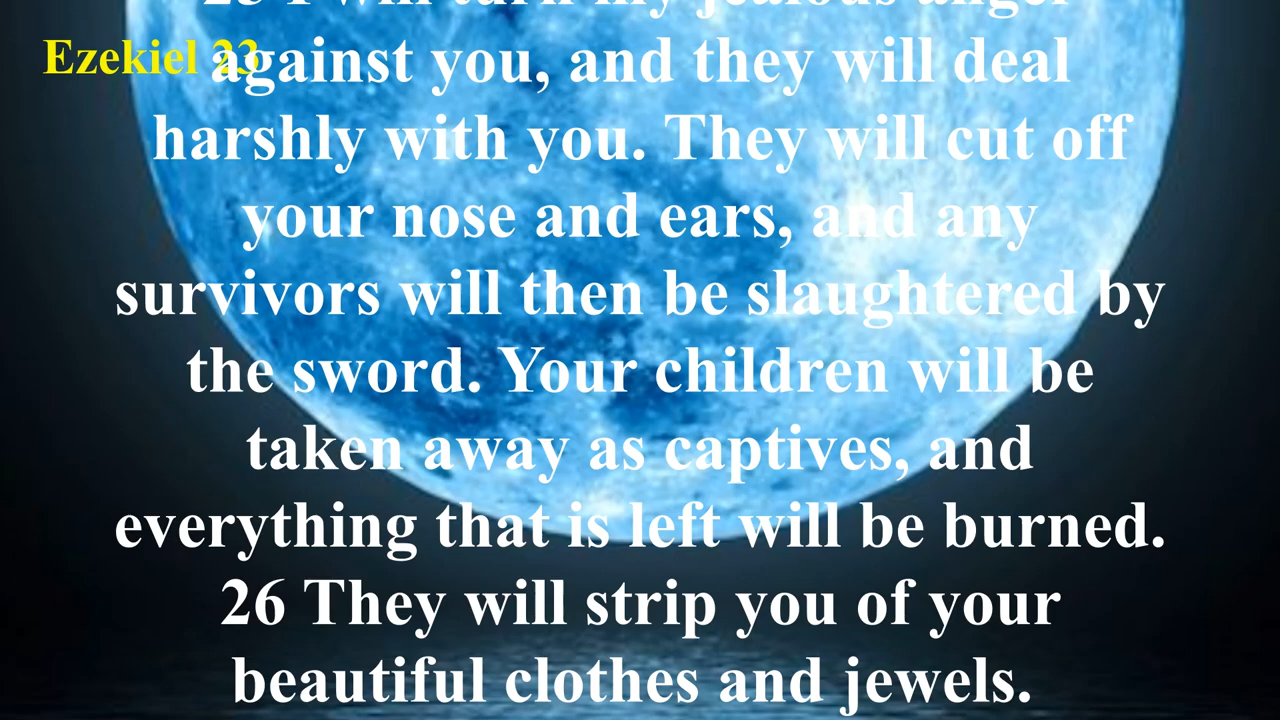 25 I will turn my jealous anger
Ezekiel 23
against you, and they will deal
harshly with you. They will cut off
your nose and ears, and any
survivors will then be slaughtered by
the sword. Your children will be
taken away as captives, and
everything that is left will be burned.
26 They will strip you of your
beautiful clothes and jewels.